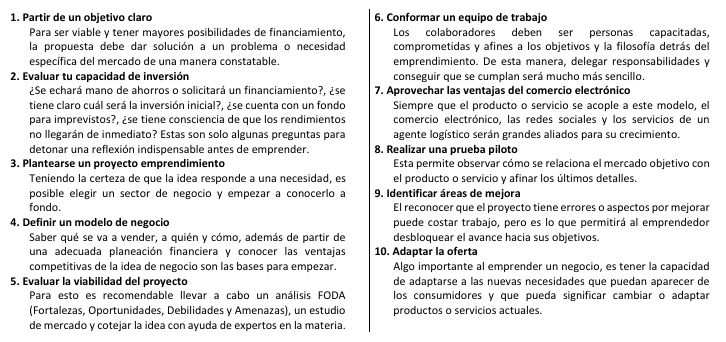 1. Partir de un objetivo claro
Para ser viable y tener mayores posibilidades de financiamiento,
la propuesta debe dar solución a un problema o necesidad
específica del mercado de una manera constatable.
2. Evaluar tu capacidad de inversión
¿Se echará mano de ahorros o solicitará un financiamiento?, ¿se
tiene claro cuál será la inversión inicial?, ¿se cuenta con un fondo
para imprevistos?, ¿se tiene consciencia de que los rendimientos
no llegarán de inmediato? Estas son solo algunas preguntas para
detonar una reflexión indispensable antes de emprender.
3. Plantearse un proyecto emprendimiento
Teniendo la certeza de que la idea responde a una necesidad, es
posible elegir un sector de negocio y empezar a conocerlo a
fondo.
4. Definir un modelo de negocio
Saber qué se va a vender, a quién y cómo, además de partir de
una adecuada planeación financiera y conocer las ventajas
competitivas de la idea de negocio son las bases para empezar.
5. Evaluar la viabilidad del proyecto
Para esto es recomendable llevar a cabo un análisis FODA
(Fortalezas, Oportunidades, Debilidades y Amenazas), un estudio
de mercado y cotejar la idea con ayuda de expertos en la materia.
6. Conformar un equipo de trabajo
Los colaboradores deben ser personas capacitadas,
comprometidas y afines a los objetivos y la filosofía detrás del
emprendimiento. De esta manera, delegar responsabilidades y
conseguir que se cumplan será mucho más sencillo.
7. Aprovechar las ventajas del comercio electrónico
Siempre que el producto o servicio se acople a este modelo, el
comercio electrónico, las redes sociales y los servicios de un
agente logístico serán grandes aliados para su crecimiento.
8. Realizar una prueba piloto
Esta permite observar cómo se relaciona el mercado objetivo con
el producto o servicio y afinar los últimos detalles.
9. Identificar áreas de mejora
El reconocer que el proyecto tiene errores o aspectos por mejorar
puede costar trabajo, pero es lo que permitirá al emprendedor
desbloquear el avance hacia sus objetivos.
10. Adaptar la oferta
Algo importante al emprender un negocio, es tener la capacidad
de adaptarse a las nuevas necesidades que puedan aparecer de
los consumidores y que pueda significar cambiar o adaptar
productos o servicios actuales.